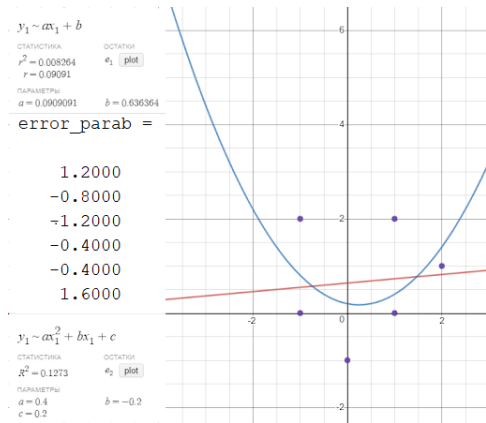 y₁ ~ ax₁ + b
СТАТИСТИКА ОСТАТКИ
r² = 0.008264 e₁ plot
r = 0.09091
ПАРАМЕТРЫ
a = 0.0909091 b = 0.636364
error_parab =
1.2000
-0.8000
-1.2000
-0.4000
-0.4000
1.6000
y₁ ~ ax₁² + bx₁ + c
СТАТИСТИКА ОСТАТКИ
R² = 0.1273 e₂ plot
ПАРАМЕТРЫ
a = 0.4 b = −0.2
c = 0.2
6
4
2
-2 0 2
-2